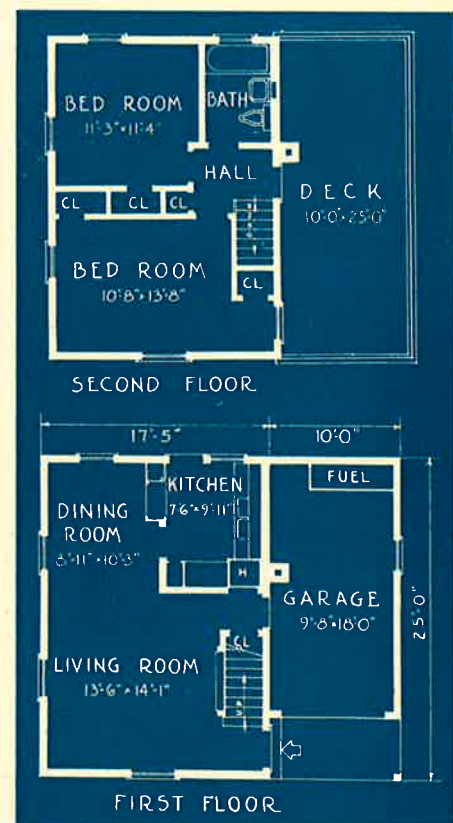 BED ROOM
11'-3"x11'-4"
BATH
HALL
DECK
10'-0"x25'-0"
CL
CL
CL
BED ROOM
10'-8"x13'-8"
CL
SECOND FLOOR
17'-5"
10'-0"
KITCHEN
7'6"x9'-11"
FUEL
DINING
ROOM
8'-11"x10'-3"
H
GARAGE
9'-8"x18'-0"
25'-0"
CL
LIVING ROOM
13'-6"x14'-1"
UP
FIRST FLOOR